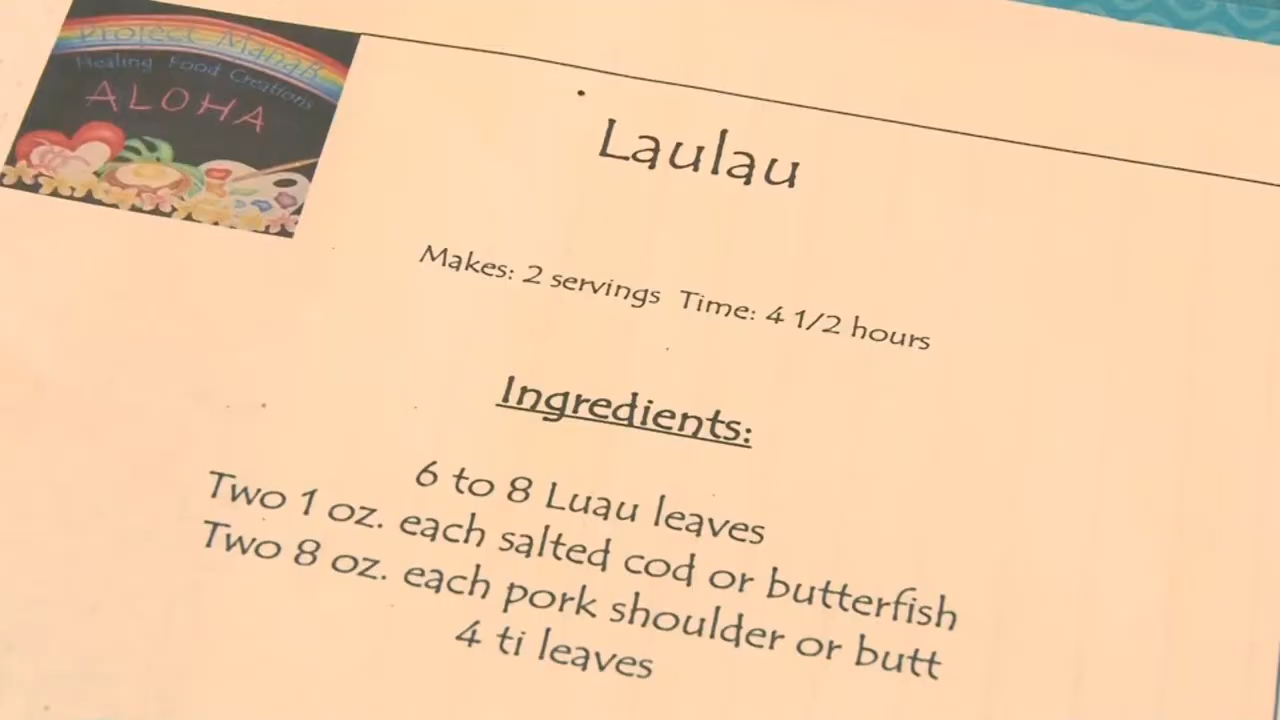 Project Manaʻo
Healing Food Creations
ALOHA
Laulau
Makes: 2 servings Time: 4 1/2 hours
Ingredients:
6 to 8 Luau leaves
Two 1 oz. each salted cod or butterfish
Two 8 oz. each pork shoulder or butt
4 ti leaves